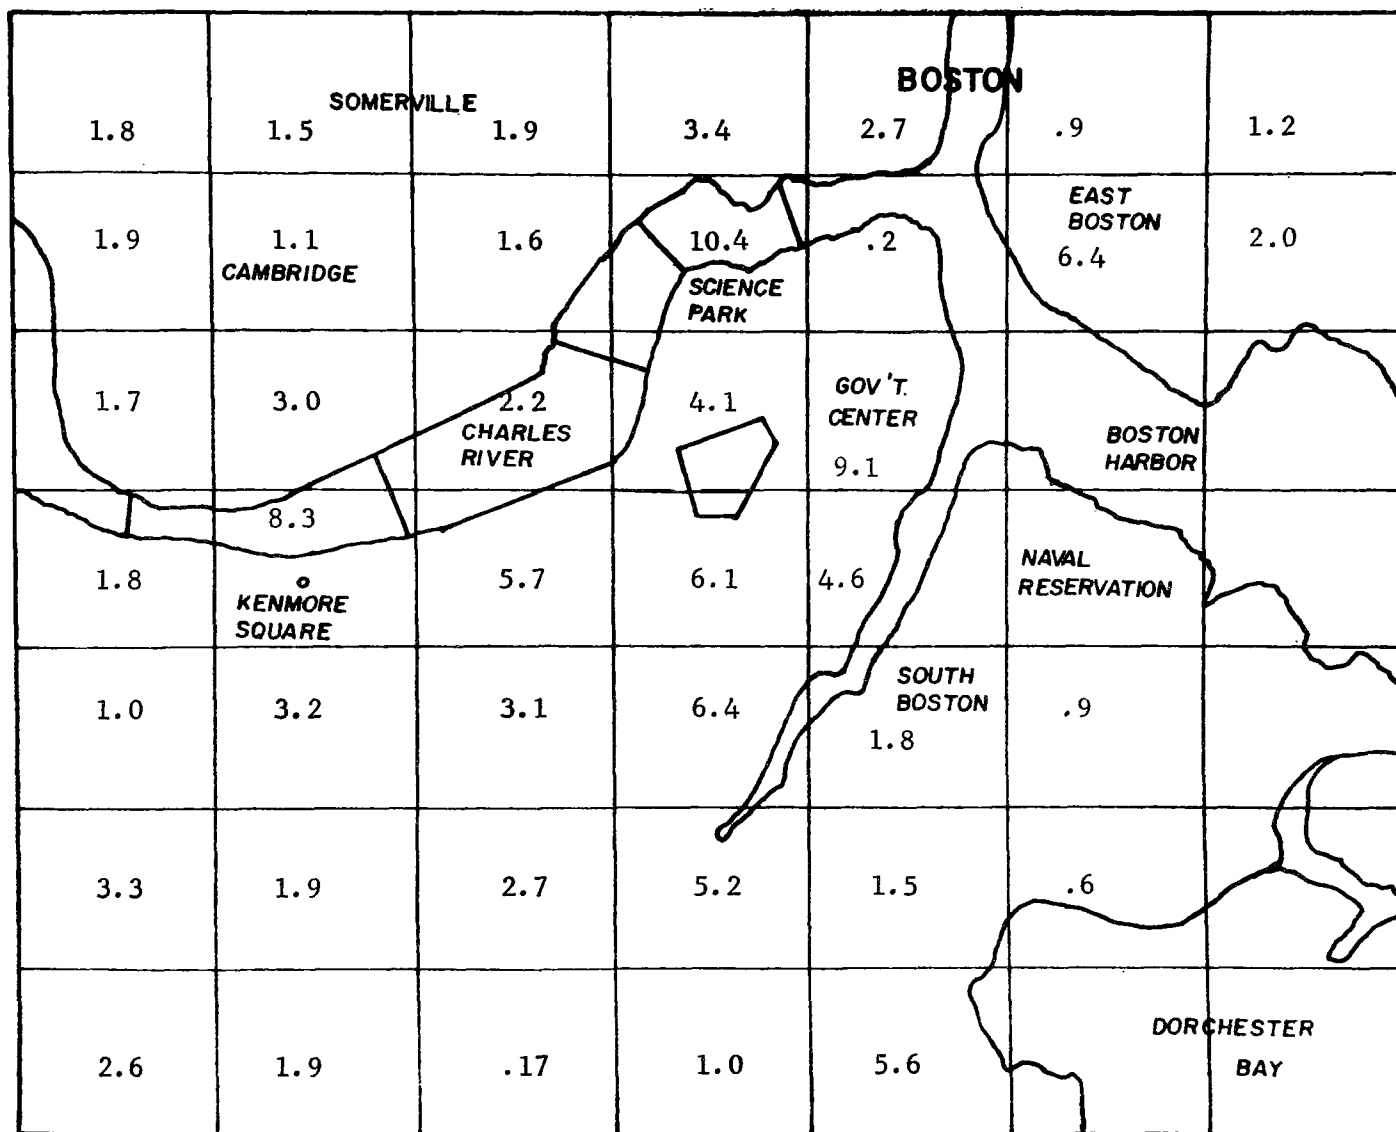 BOSTON
SOMERVILLE
1.8 1.5 1.9 3.4 2.7 .9 1.2
EAST
BOSTON
1.9 1.1 1.6 10.4 .2 6.4 2.0
CAMBRIDGE
SCIENCE
PARK
GOV'T.
CENTER
1.7 3.0 2.2 4.1
CHARLES
RIVER
BOSTON
HARBOR
9.1
8.3
NAVAL
RESERVATION
1.8 5.7 6.1 4.6
KENMORE
SQUARE
SOUTH
BOSTON
1.0 3.2 3.1 6.4 .9
1.8
3.3 1.9 2.7 5.2 1.5 .6
DORCHESTER
BAY
2.6 1.9 .17 1.0 5.6